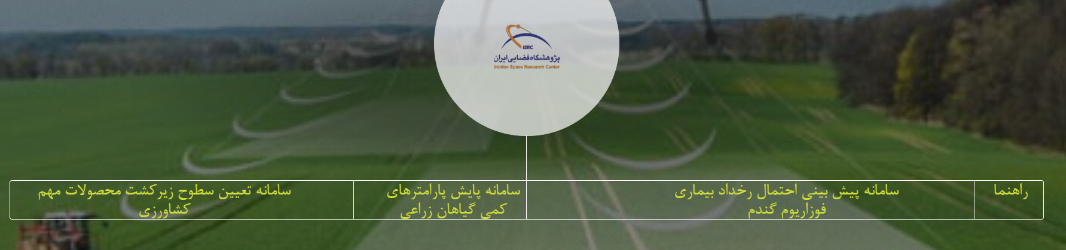 ISRC
پژوهشگاه فضایی ایران
Iranian Space Research Center
راهنما
سامانه پیش بینی احتمال رخداد بیماری
فوزاریوم گندم
سامانه پایش پارامترهای
کمی گیاهان زراعی
سامانه تعیین سطوح زیرکشت محصولات مهم
کشاورزی